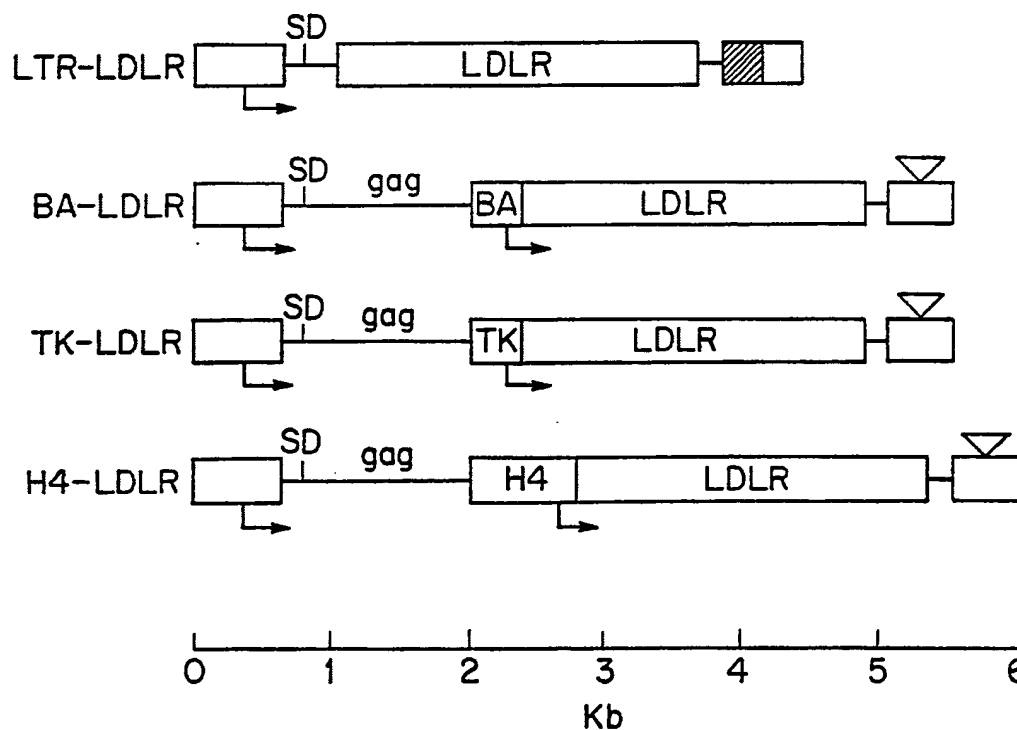 SD
LTR-LDLR LDLR
SD gag
BA-LDLR BA LDLR
SD gag
TK-LDLR TK LDLR
SD gag
H4-LDLR H4 LDLR
0 1 2 3 4 5 6
Kb